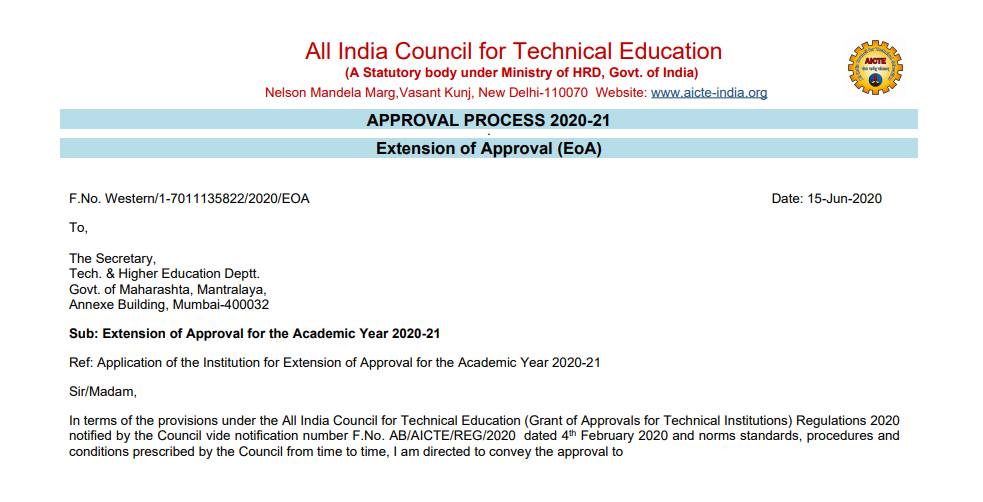 All India Council for Technical Education
(A Statutory body under Ministry of HRD, Govt. of India)
Nelson Mandela Marg,Vasant Kunj, New Delhi-110070 Website: www.aicte-india.org
AICTE
APPROVAL PROCESS 2020-21
Extension of Approval (EoA)
F.No. Western/1-7011135822/2020/EOA
Date: 15-Jun-2020
To,
The Secretary,
Tech. & Higher Education Deptt.
Govt. of Maharashta, Mantralaya,
Annexe Building, Mumbai-400032
Sub: Extension of Approval for the Academic Year 2020-21
Ref: Application of the Institution for Extension of Approval for the Academic Year 2020-21
Sir/Madam,
In terms of the provisions under the All India Council for Technical Education (Grant of Approvals for Technical Institutions) Regulations 2020
notified by the Council vide notification number F.No. AB/AICTE/REG/2020 dated 4th February 2020 and norms standards, procedures and
conditions prescribed by the Council from time to time, I am directed to convey the approval to